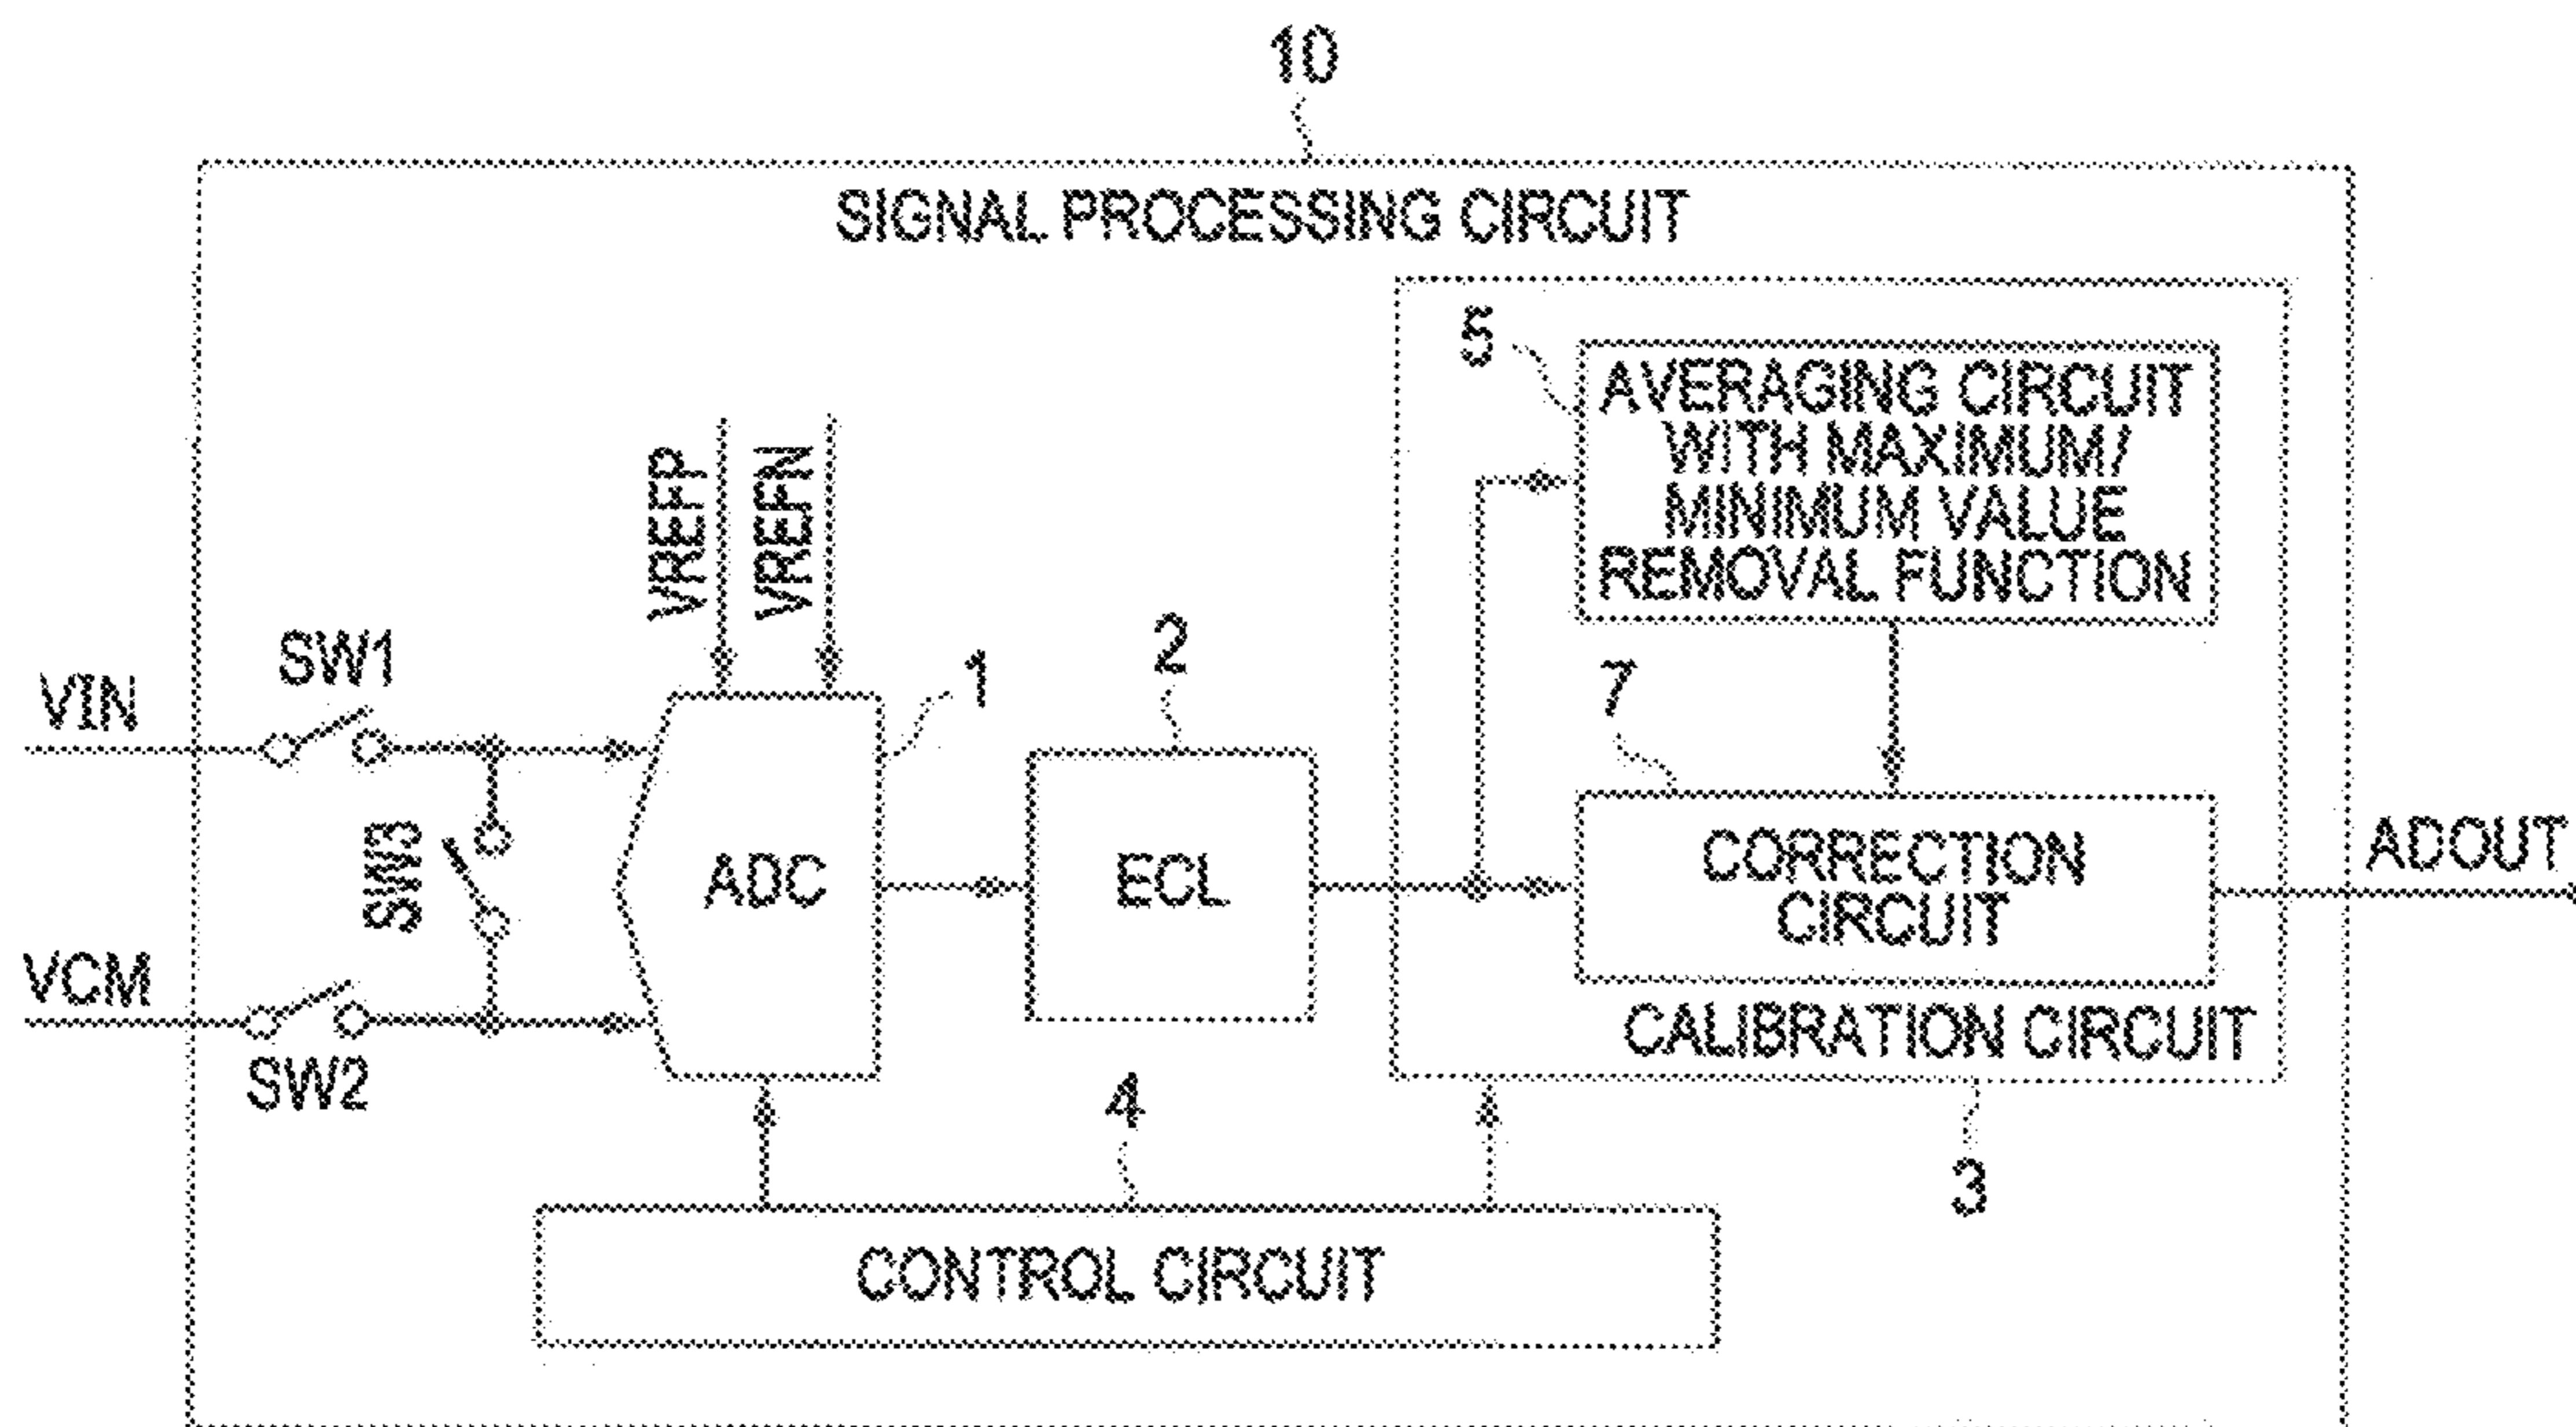 10
SIGNAL PROCESSING CIRCUIT
5
AVERAGING CIRCUIT
WITH MAXIMUM/
MINIMUM VALUE
REMOVAL FUNCTION
VREFP
VREFN
SW1
VIN
1
2
7
SW3
ADC
ECL
CORRECTION
CIRCUIT
ADOUT
VCM
SW2
CALIBRATION CIRCUIT
4
3
CONTROL CIRCUIT